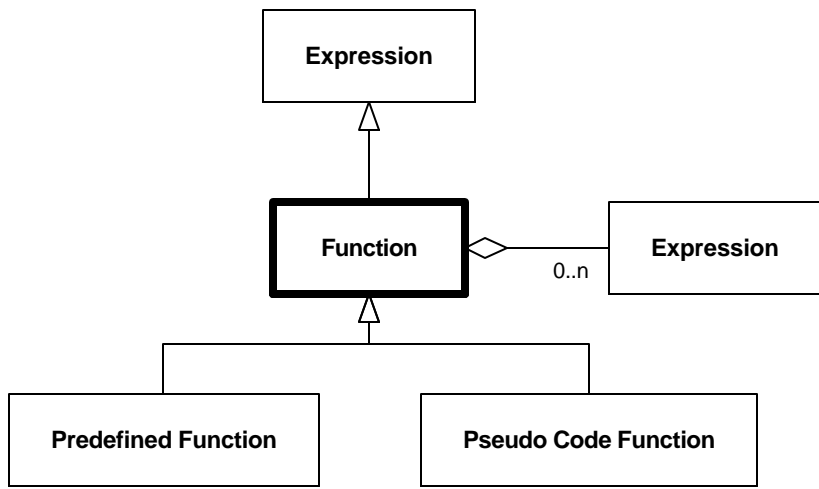 Expression
Function
Expression
0..n
Predefined Function
Pseudo Code Function